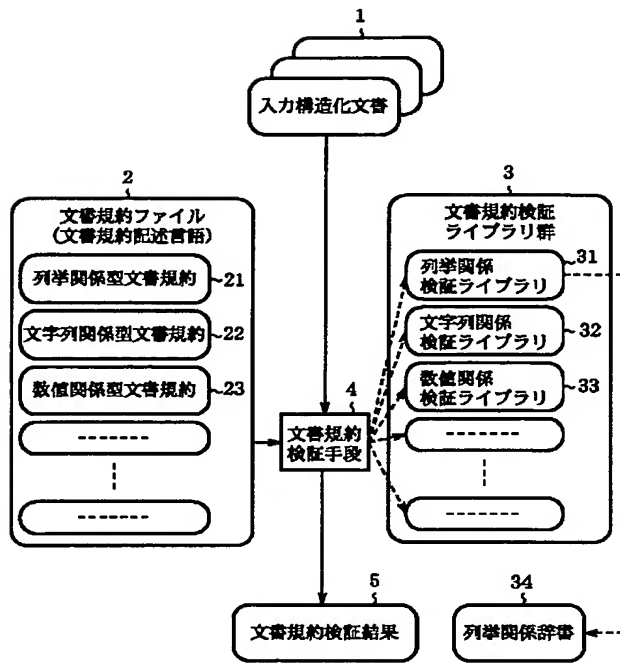 1
入力構造化文書
2
文書規約ファイル
(文書規約記述言語)
列挙関係型文書規約
21
文字列関係型文書規約
22
数値関係型文書規約
23
3
文書規約検証
ライブラリ群
列挙関係
検証ライブラリ
31
文字列関係
検証ライブラリ
32
数値関係
検証ライブラリ
33
4
文書規約
検証手段
5
文書規約検証結果
34
列挙関係辞書